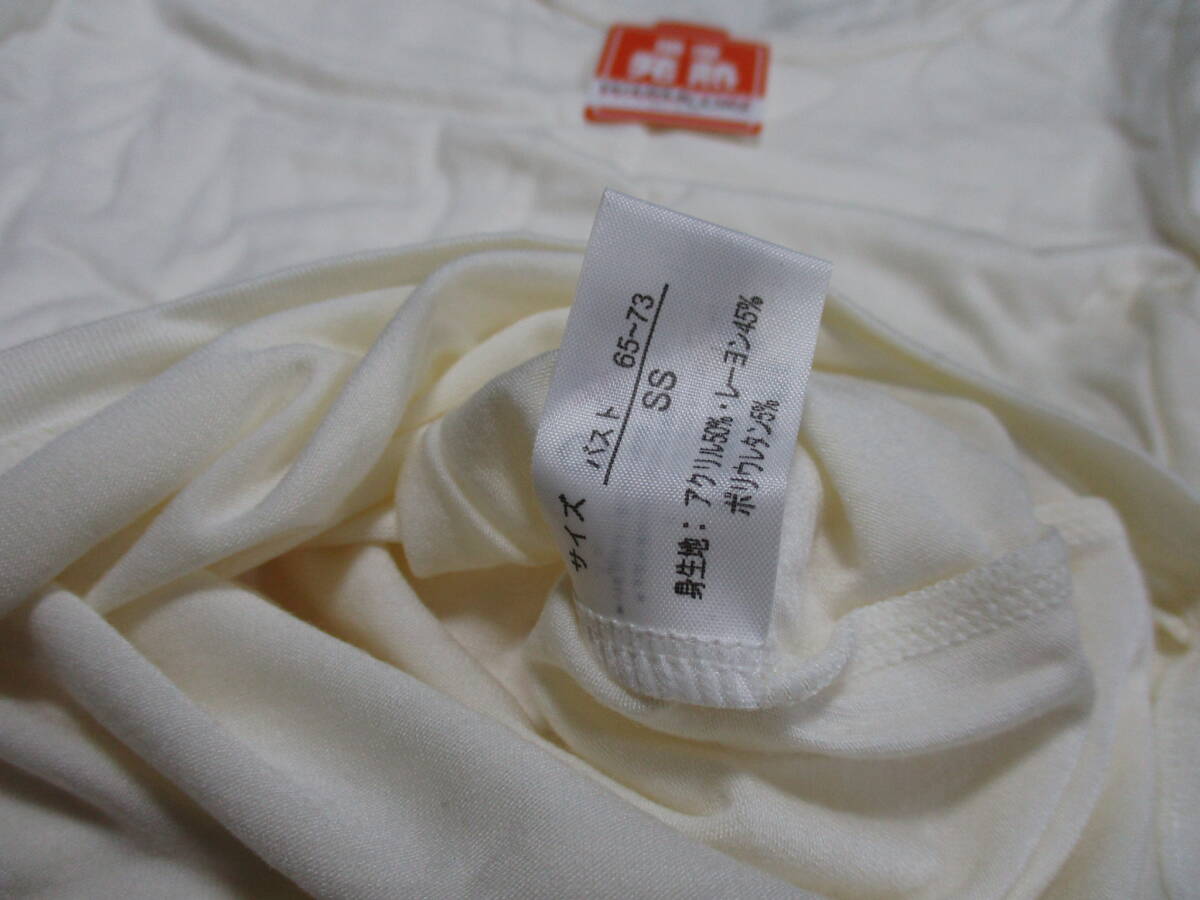 サイズ
バスト 65~73
SS
身生地：アクリル50%・レーヨン45%
ポリウレタン5%